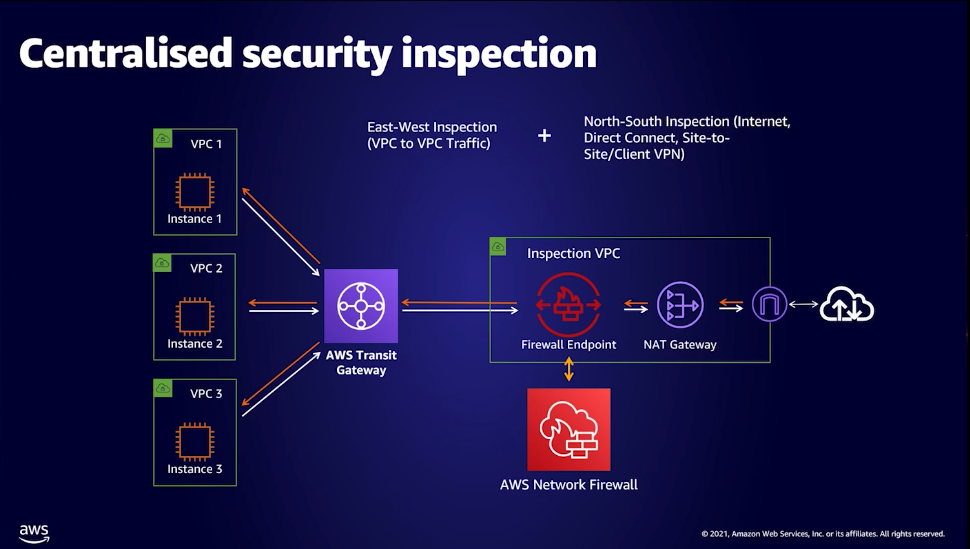 Centralised security inspection
East-West Inspection
(VPC to VPC Traffic)
+
North-South Inspection (Internet,
Direct Connect, Site-to-
Site/Client VPN)
VPC 1
Instance 1
VPC 2
Instance 2
VPC 3
Instance 3
AWS Transit
Gateway
Inspection VPC
Firewall Endpoint
NAT Gateway
AWS Network Firewall
aws
© 2021, Amazon Web Services, Inc. or its affiliates. All rights reserved.